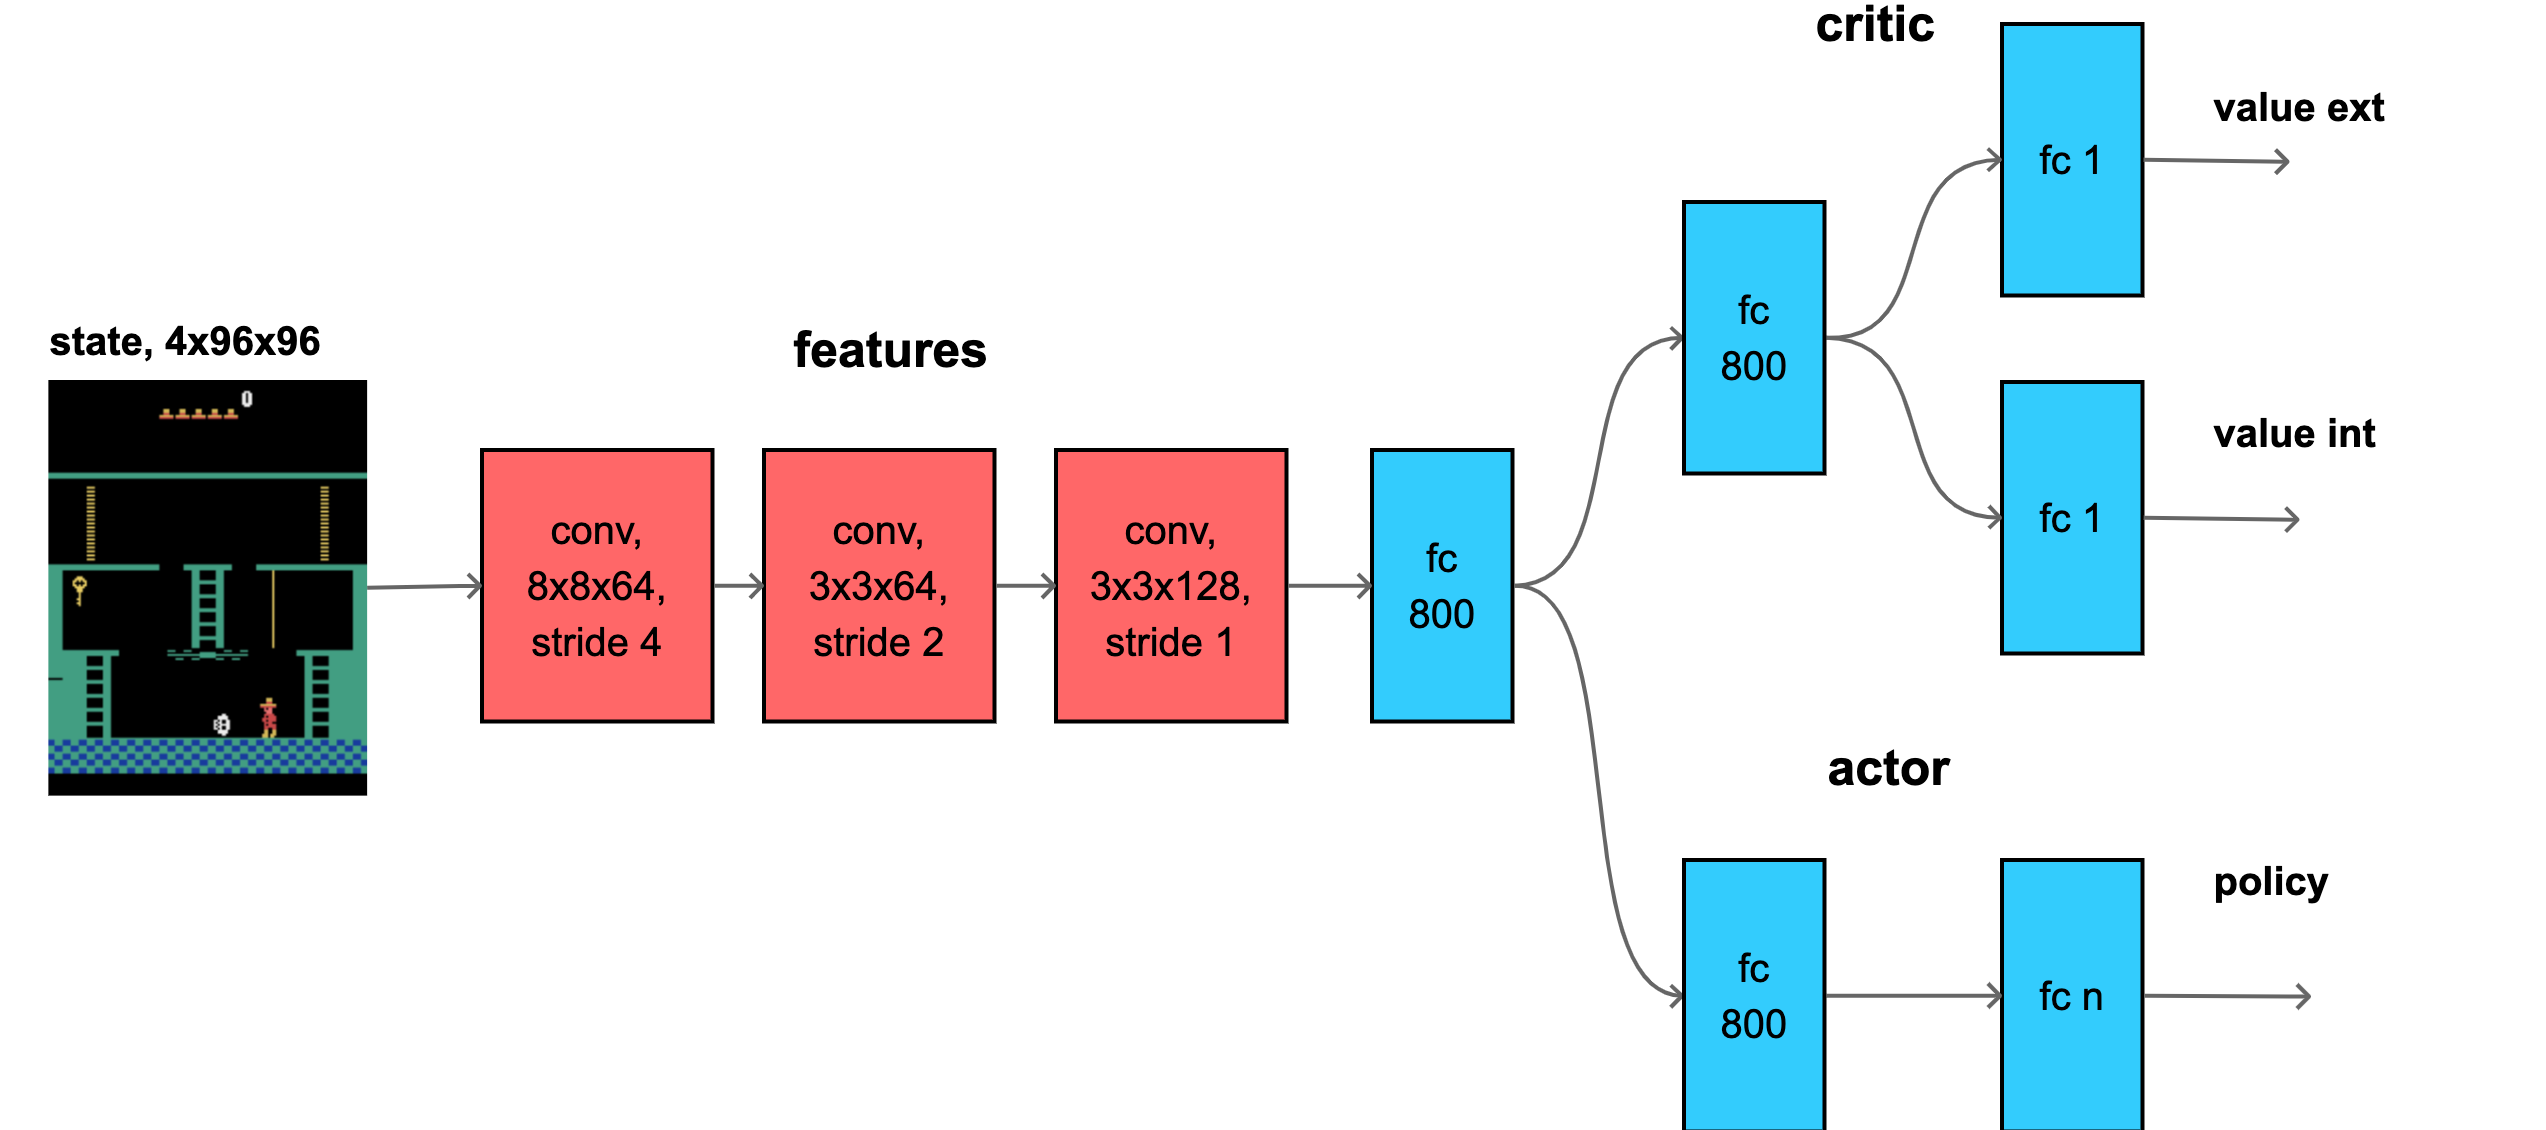 state, 4x96x96
0
features
conv,
8x8x64,
stride 4
conv,
3x3x64,
stride 2
conv,
3x3x128,
stride 1
fc
800
critic
fc
800
fc 1
value ext
fc 1
value int
actor
fc
800
fc n
policy